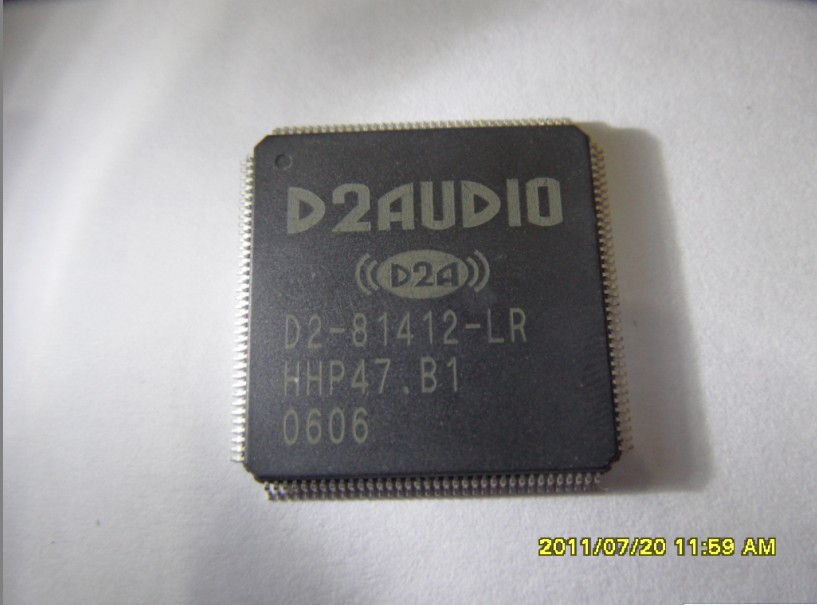 D2AUDIO
D2A
D2-81412-LR
HHP47.B1
0606
2011/07/20 11:59 AM